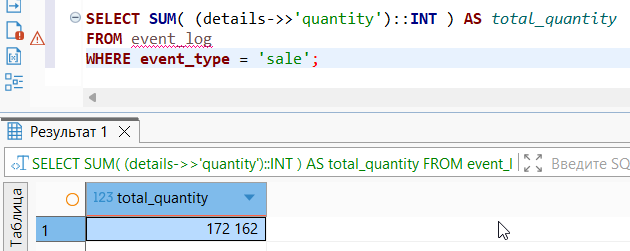 SELECT SUM( (details->>'quantity')::INT ) AS total_quantity
FROM event_log
WHERE event_type = 'sale';
Результат 1
SELECT SUM( (details->>'quantity')::INT ) AS total_quantity FROM event_l
Введите SQ
Таблица
123 total_quantity
1
172 162